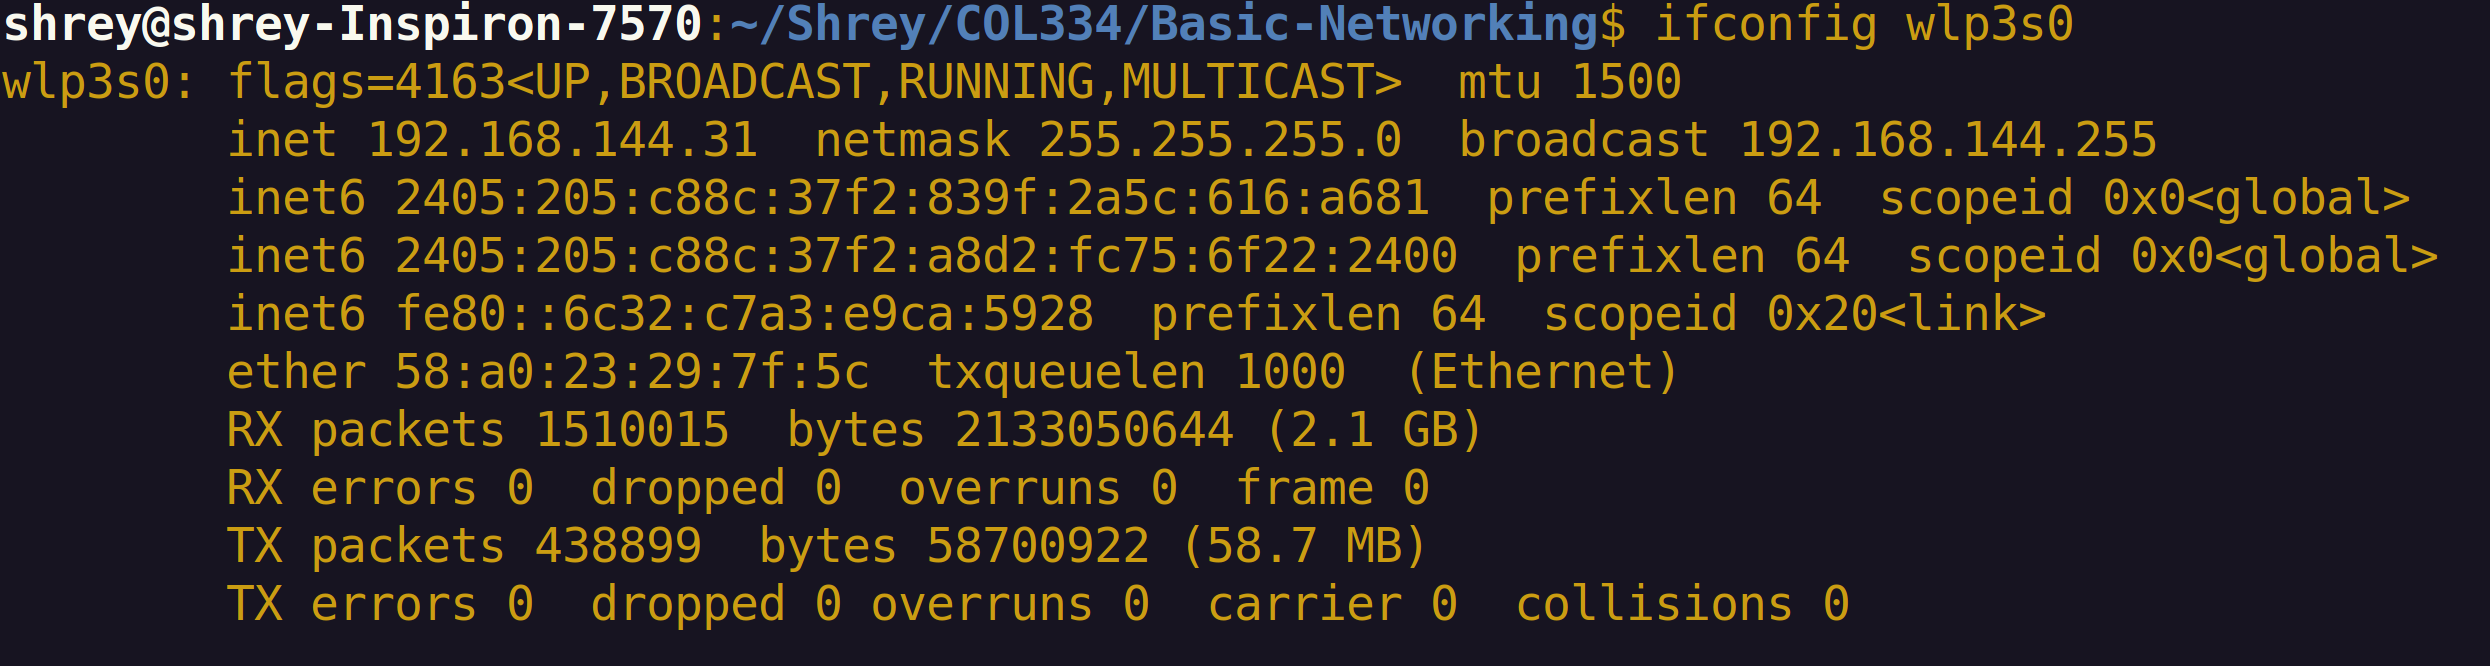 shrey@shrey-Inspiron-7570:~/Shrey/COL334/Basic-Networking$ ifconfig wlp3s0
wlp3s0: flags=4163<UP,BROADCAST,RUNNING,MULTICAST>  mtu 1500
        inet 192.168.144.31  netmask 255.255.255.0  broadcast 192.168.144.255
        inet6 2405:205:c88c:37f2:839f:2a5c:616:a681  prefixlen 64  scopeid 0x0<global>
        inet6 2405:205:c88c:37f2:a8d2:fc75:6f22:2400  prefixlen 64  scopeid 0x0<global>
        inet6 fe80::6c32:c7a3:e9ca:5928  prefixlen 64  scopeid 0x20<link>
        ether 58:a0:23:29:7f:5c  txqueuelen 1000  (Ethernet)
        RX packets 1510015  bytes 2133050644 (2.1 GB)
        RX errors 0  dropped 0  overruns 0  frame 0
        TX packets 438899  bytes 58700922 (58.7 MB)
        TX errors 0  dropped 0 overruns 0  carrier 0  collisions 0